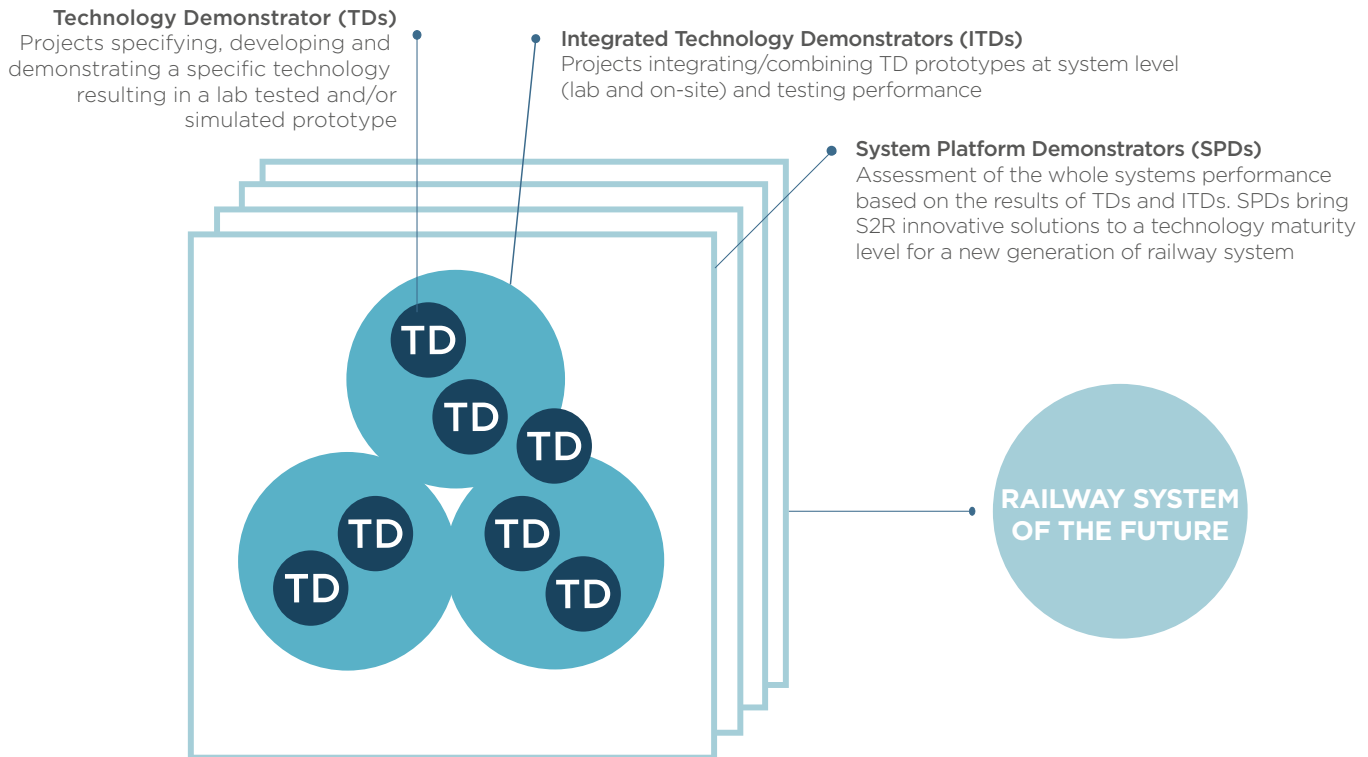 Technology Demonstrator (TDs)
Projects specifying, developing and
demonstrating a specific technology
resulting in a lab tested and/or
simulated prototype
Integrated Technology Demonstrators (ITDs)
Projects integrating/combining TD prototypes at system level
(lab and on-site) and testing performance
System Platform Demonstrators (SPDs)
Assessment of the whole systems performance
based on the results of TDs and ITDs. SPDs bring
S2R innovative solutions to a technology maturity
level for a new generation of railway system
TD
TD
TD
TD
TD
TD
TD
RAILWAY SYSTEM
OF THE FUTURE